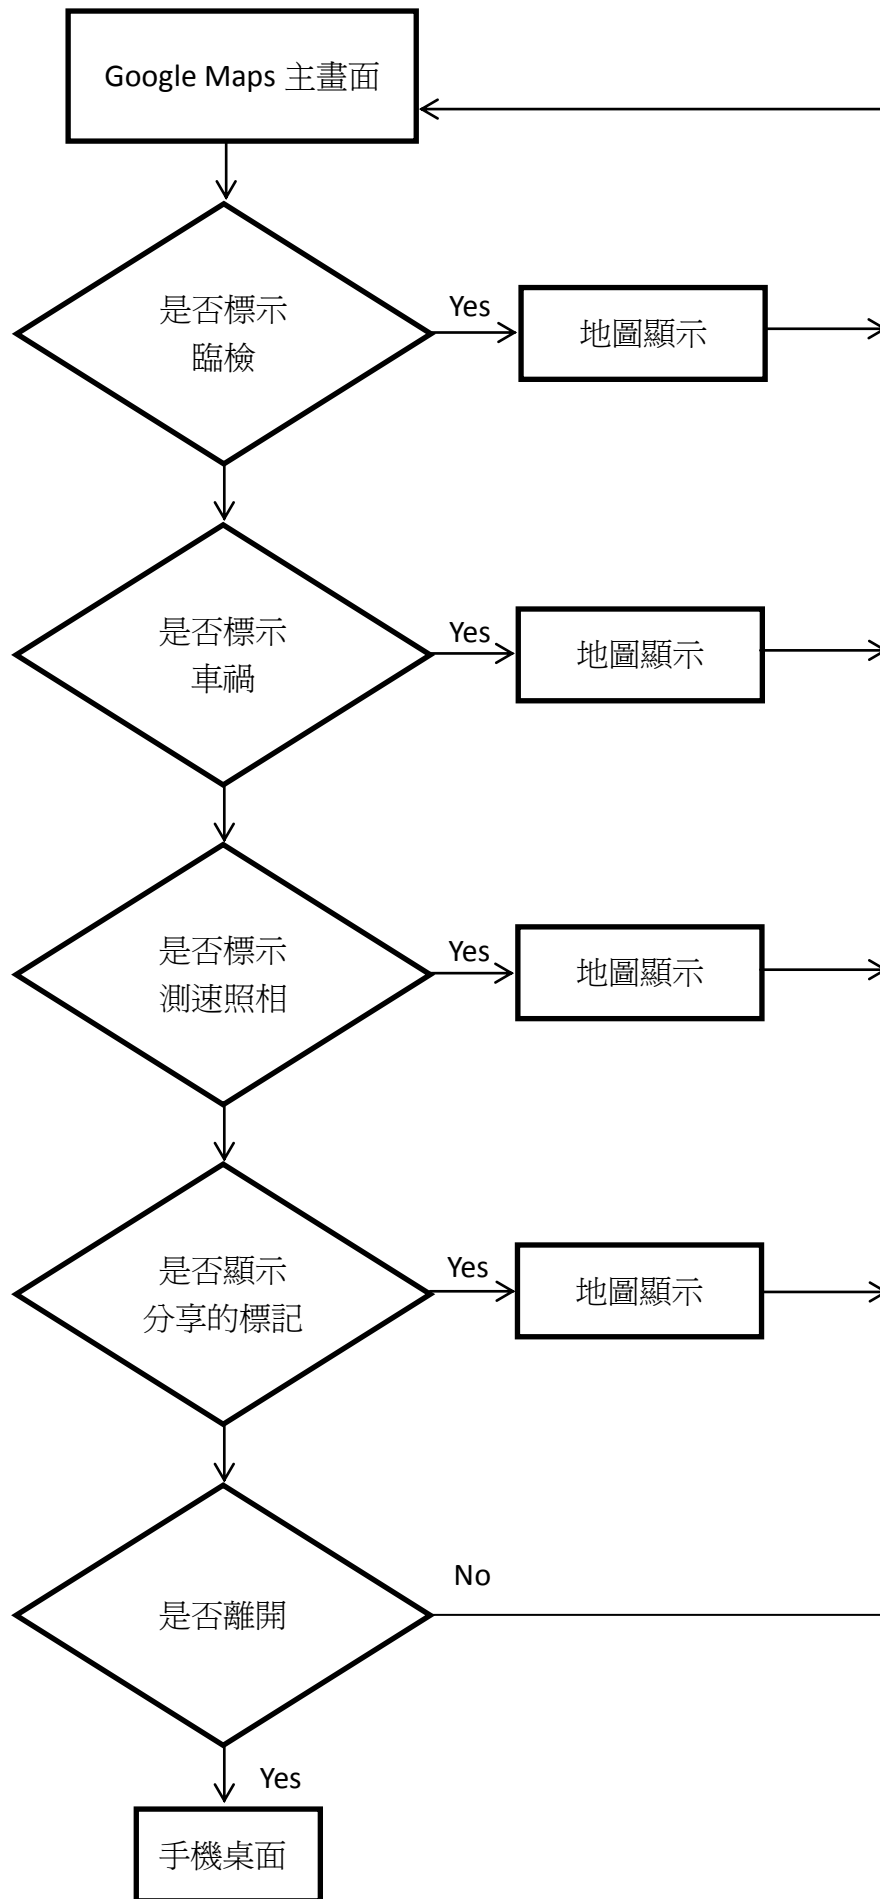 Google Maps 主畫面
是否標示
臨檢
Yes
地圖顯示
是否標示
車禍
Yes
地圖顯示
是否標示
測速照相
Yes
地圖顯示
是否顯示
分享的標記
Yes
地圖顯示
是否離開
No
Yes
手機桌面